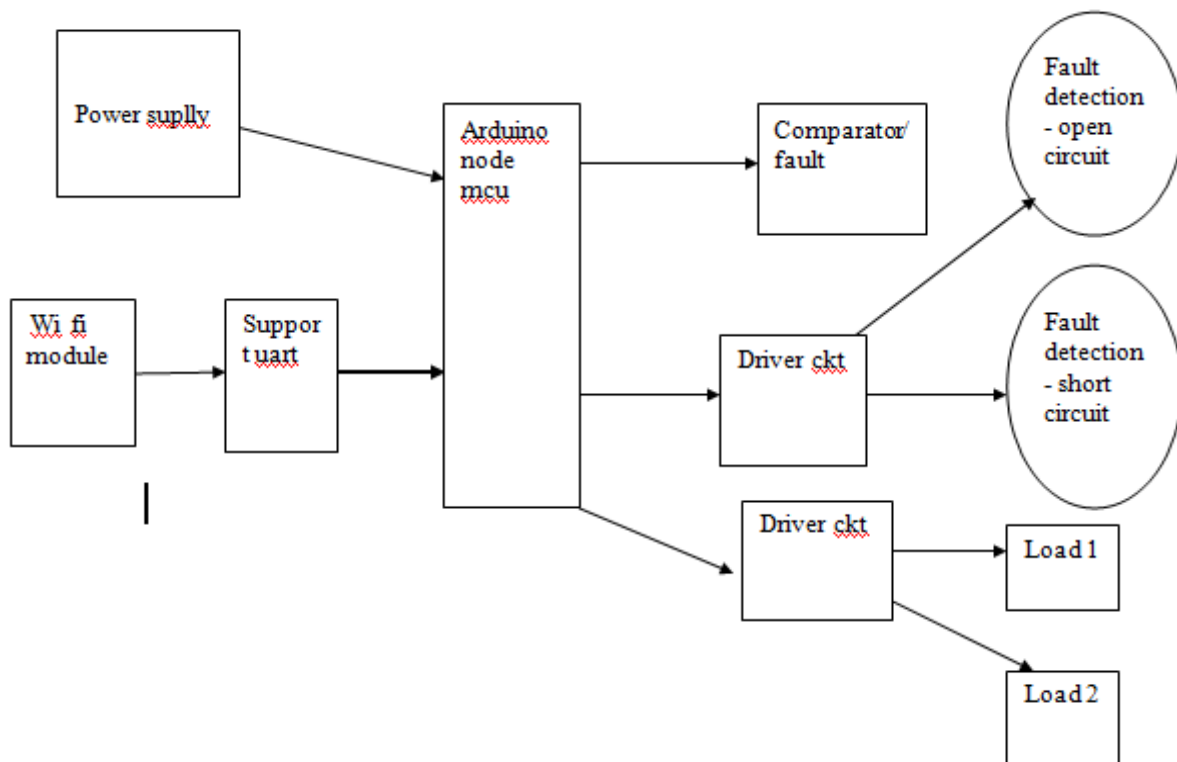 Power suplly
Arduino
node
mcu
Comparator/
fault
Fault
detection
- open
circuit
Wi fi
module
Suppor
t uart
Driver ckt
Fault
detection
- short
circuit
Driver ckt
Load 1
Load 2